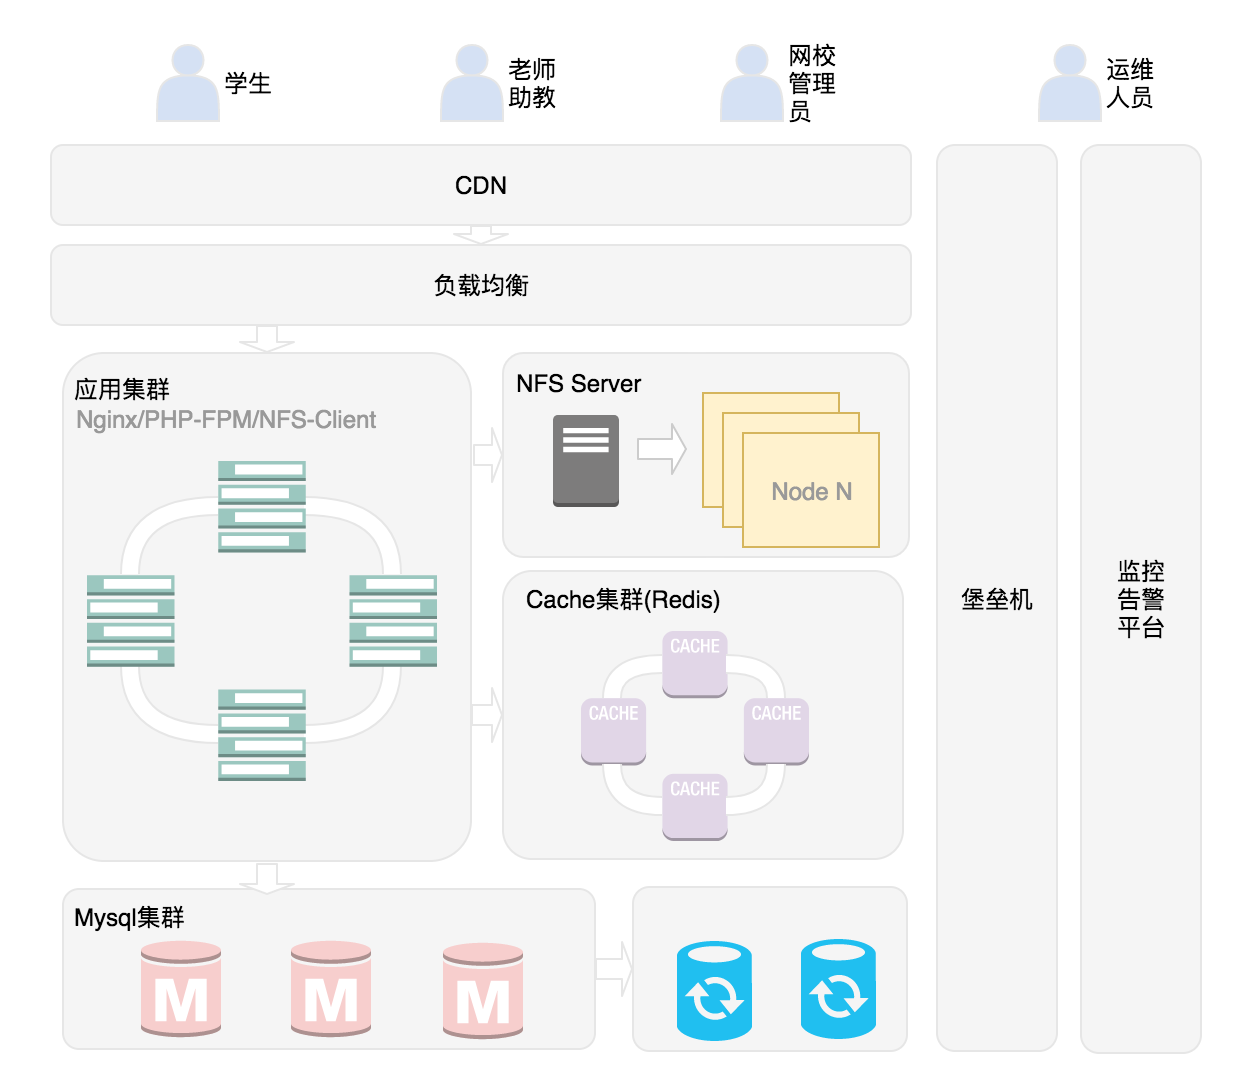 学生
老师
助教
网校
管理
员
运维
人员
CDN
负载均衡
应用集群
Nginx/PHP-FPM/NFS-Client
NFS Server
Node N
Cache集群(Redis)
CACHE
CACHE
CACHE
CACHE
Mysql集群
M
M
M
堡垒机
监控
告警
平台